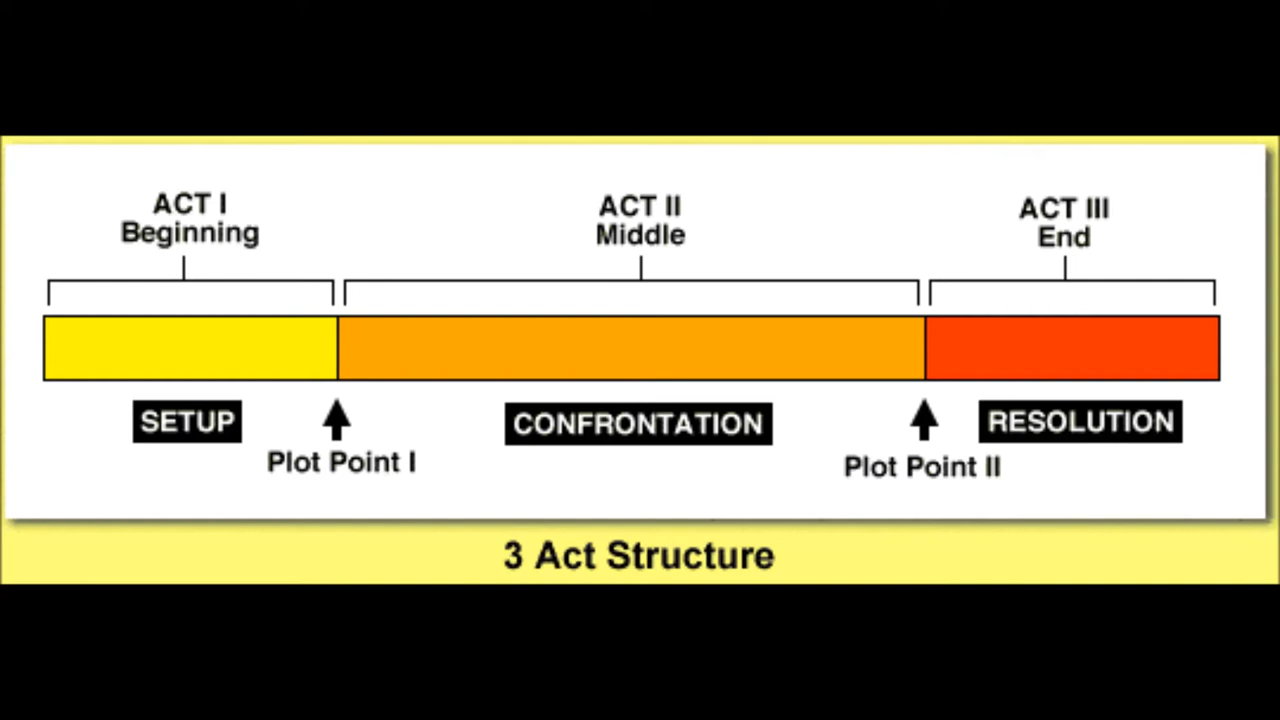 ACT I
Beginning
ACT II
Middle
ACT III
End
SETUP
CONFRONTATION
RESOLUTION
Plot Point I
Plot Point II
3 Act Structure